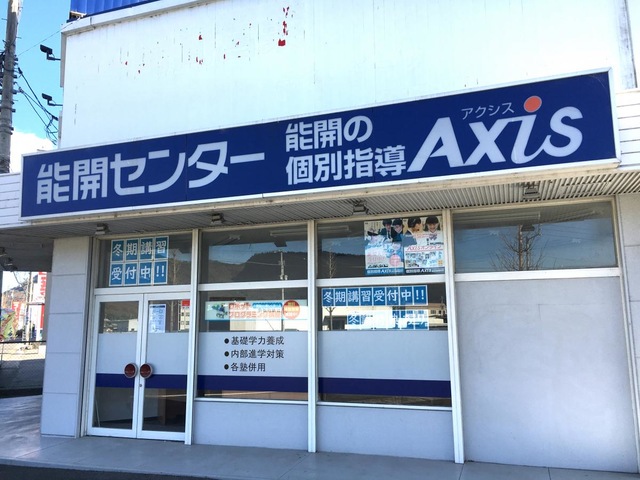 能開センター
能開の
個別指導
アクシス
Axis
冬期講習
受付中!!
冬期講習受付中!!
●基礎学力養成
●内部進学対策
●各塾併用